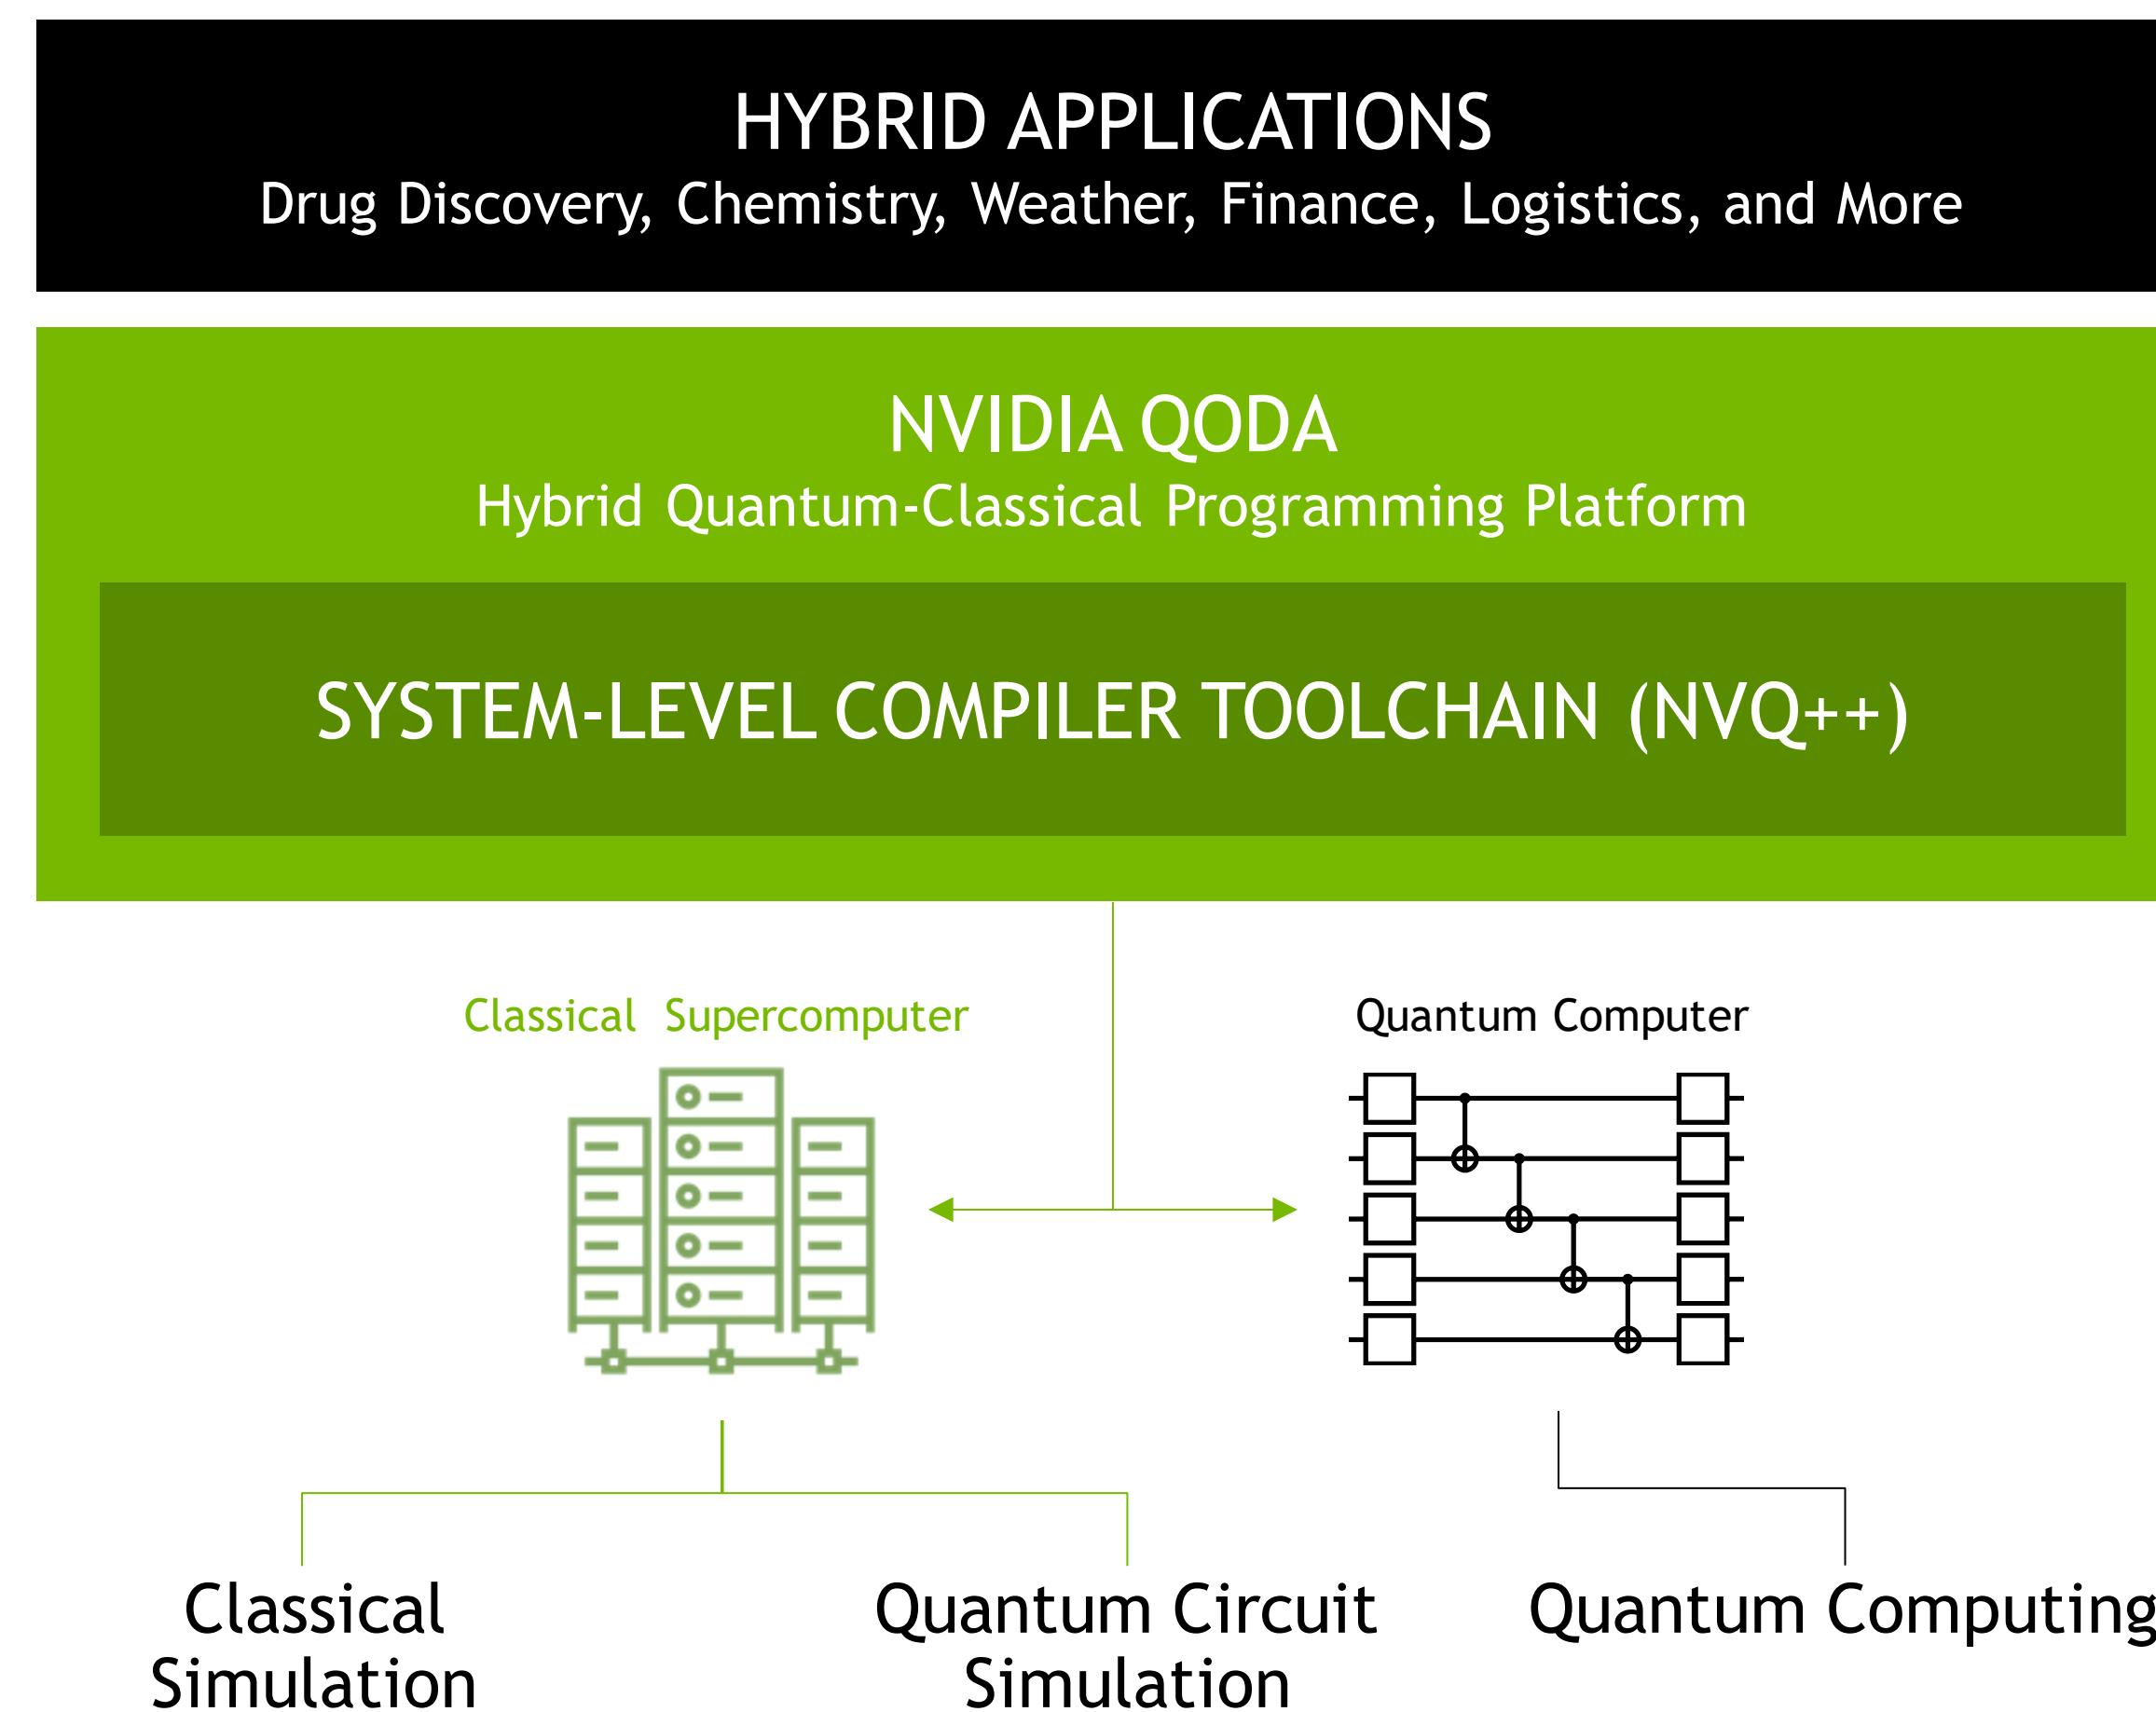 HYBRID APPLICATIONS
Drug Discovery, Chemistry, Weather, Finance, Logistics, and More
NVIDIA QODA
Hybrid Quantum-Classical Programming Platform
SYSTEM-LEVEL COMPILER TOOLCHAIN (NVQ++)
Classical Supercomputer
Quantum Computer
Classical
Simulation
Quantum Circuit
Simulation
Quantum Computing